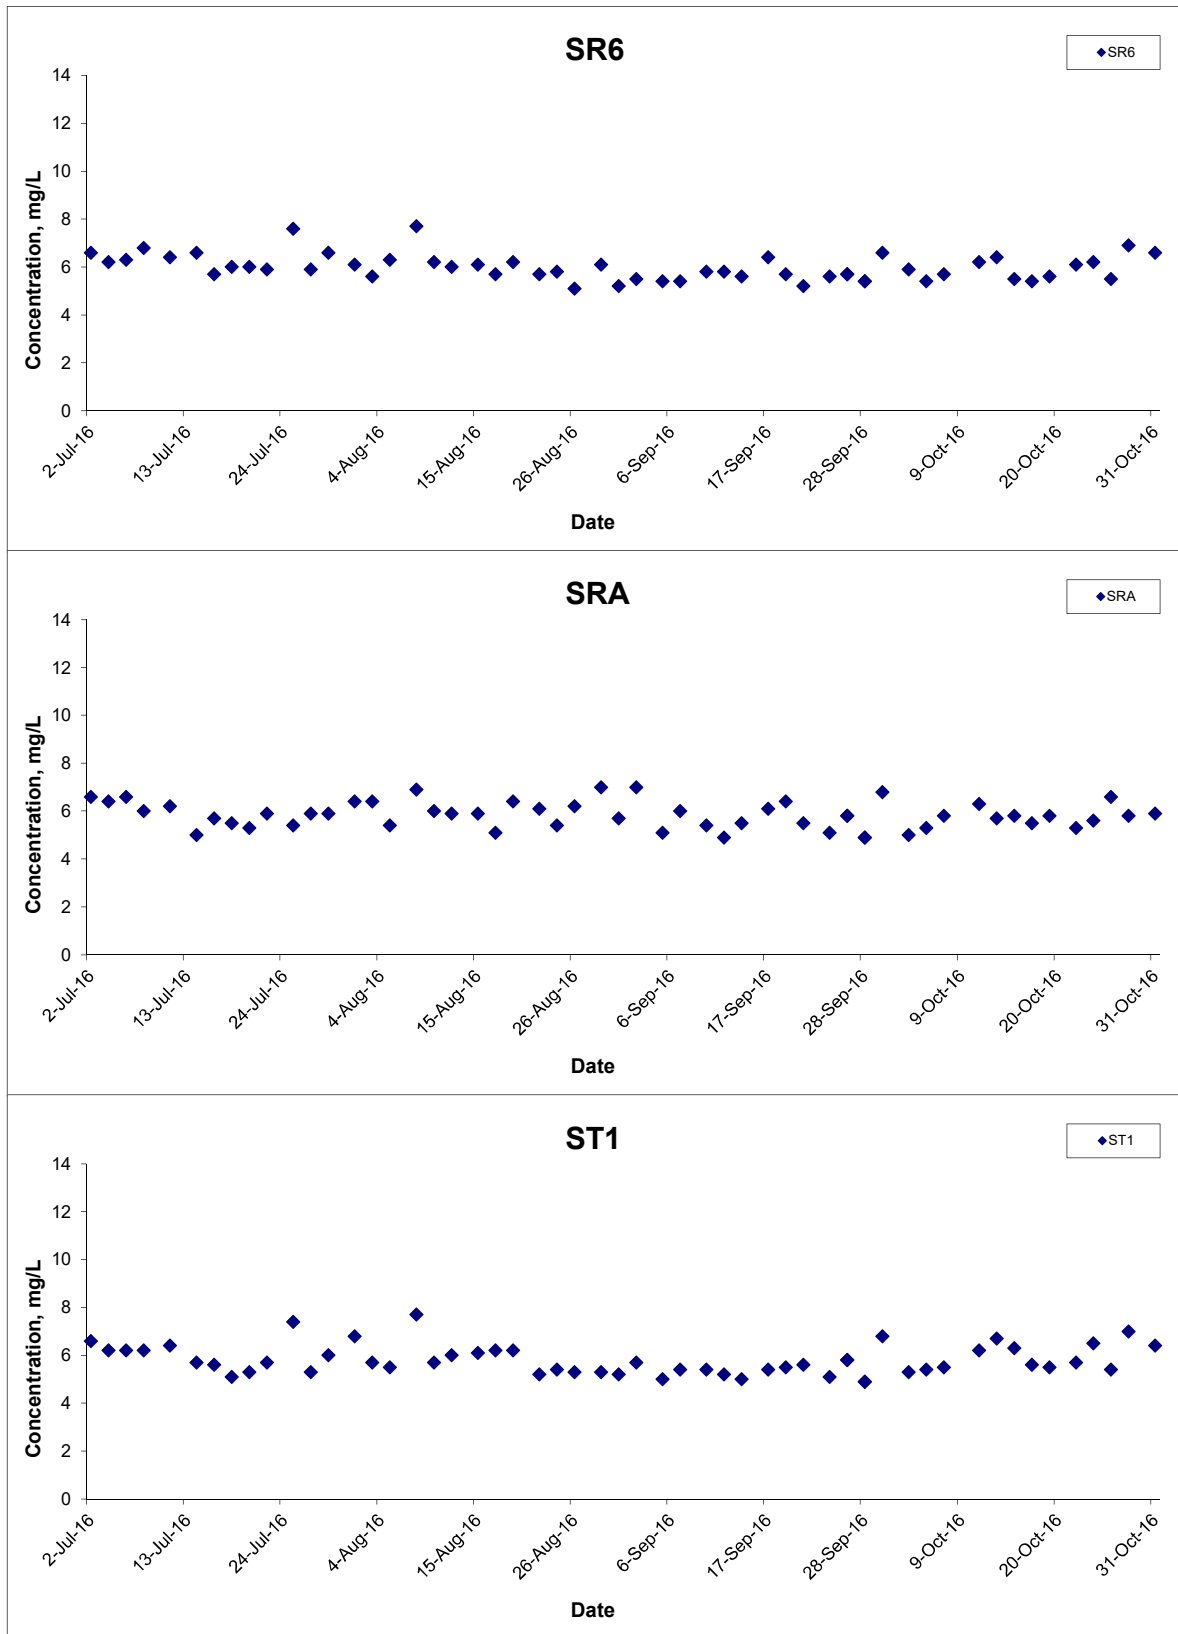 SR6
SR6
14
12
10
8
6
4
2
0
Concentration, mg/L
2-Jul-16
13-Jul-16
24-Jul-16
4-Aug-16
15-Aug-16
26-Aug-16
6-Sep-16
17-Sep-16
28-Sep-16
9-Oct-16
20-Oct-16
31-Oct-16
Date
SRA
SRA
14
12
10
8
6
4
2
0
Concentration, mg/L
2-Jul-16
13-Jul-16
24-Jul-16
4-Aug-16
15-Aug-16
26-Aug-16
6-Sep-16
17-Sep-16
28-Sep-16
9-Oct-16
20-Oct-16
31-Oct-16
Date
ST1
ST1
14
12
10
8
6
4
2
0
Concentration, mg/L
2-Jul-16
13-Jul-16
24-Jul-16
4-Aug-16
15-Aug-16
26-Aug-16
6-Sep-16
17-Sep-16
28-Sep-16
9-Oct-16
20-Oct-16
31-Oct-16
Date